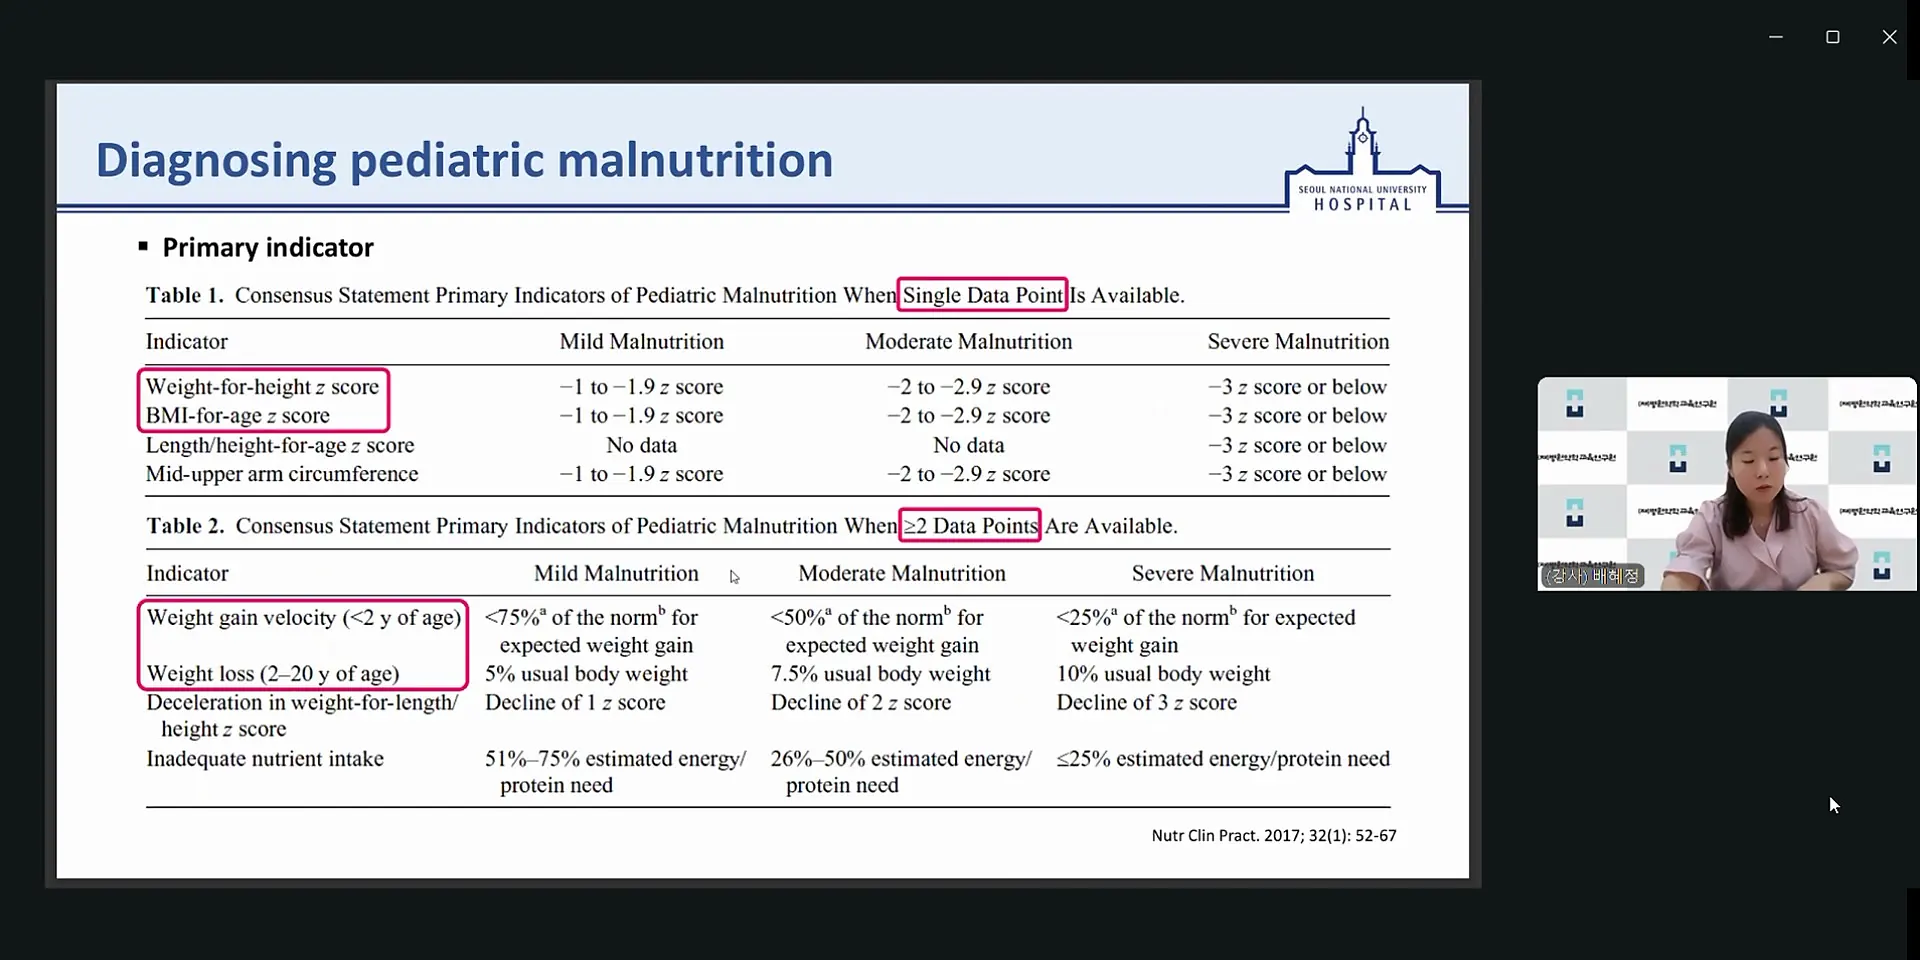 Diagnosing pediatric malnutrition
SEOUL NATIONAL UNIVERSITY
HOSPITAL
▪ Primary indicator
Table 1. Consensus Statement Primary Indicators of Pediatric Malnutrition When Single Data Point Is Available.
Indicator Mild Malnutrition Moderate Malnutrition Severe Malnutrition
Weight-for-height z score −1 to −1.9 z score −2 to −2.9 z score −3 z score or below
BMI-for-age z score −1 to −1.9 z score −2 to −2.9 z score −3 z score or below
Length/height-for-age z score No data No data −3 z score or below
Mid-upper arm circumference −1 to −1.9 z score −2 to −2.9 z score −3 z score or below
Table 2. Consensus Statement Primary Indicators of Pediatric Malnutrition When ≥2 Data Points Are Available.
Indicator Mild Malnutrition Moderate Malnutrition Severe Malnutrition
Weight gain velocity (<2 y of age) <75%ᵃ of the normᵇ for <50%ᵃ of the normᵇ for <25%ᵃ of the normᵇ for expected
expected weight gain expected weight gain weight gain
Weight loss (2–20 y of age) 5% usual body weight 7.5% usual body weight 10% usual body weight
Deceleration in weight-for-length/ Decline of 1 z score Decline of 2 z score Decline of 3 z score
height z score
Inadequate nutrient intake 51%–75% estimated energy/ 26%–50% estimated energy/ ≤25% estimated energy/protein need
protein need protein need
Nutr Clin Pract. 2017; 32(1): 52-67
(재)병원약학교육연구원
(강사) 배혜정